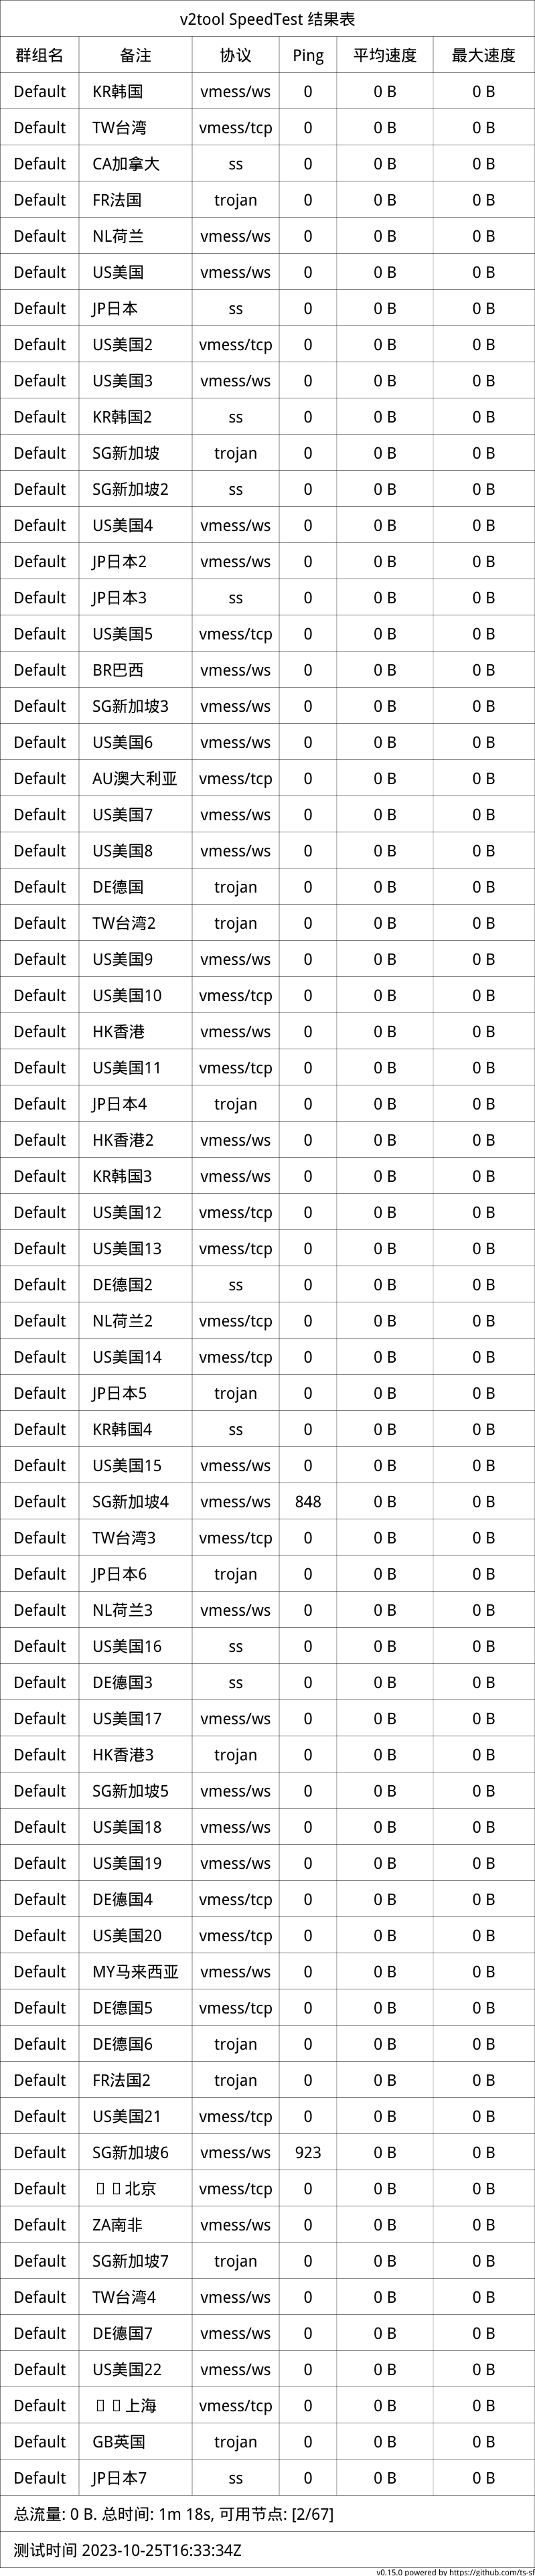 v2tool SpeedTest 结果表
群组名 备注 协议 Ping 平均速度 最大速度
Default KR韩国 vmess/ws 0 0 B 0 B
Default TW台湾 vmess/tcp 0 0 B 0 B
Default CA加拿大 ss 0 0 B 0 B
Default FR法国 trojan 0 0 B 0 B
Default NL荷兰 vmess/ws 0 0 B 0 B
Default US美国 vmess/ws 0 0 B 0 B
Default JP日本 ss 0 0 B 0 B
Default US美国2 vmess/tcp 0 0 B 0 B
Default US美国3 vmess/ws 0 0 B 0 B
Default KR韩国2 ss 0 0 B 0 B
Default SG新加坡 trojan 0 0 B 0 B
Default SG新加坡2 ss 0 0 B 0 B
Default US美国4 vmess/ws 0 0 B 0 B
Default JP日本2 vmess/ws 0 0 B 0 B
Default JP日本3 ss 0 0 B 0 B
Default US美国5 vmess/tcp 0 0 B 0 B
Default BR巴西 vmess/ws 0 0 B 0 B
Default SG新加坡3 vmess/ws 0 0 B 0 B
Default US美国6 vmess/ws 0 0 B 0 B
Default AU澳大利亚 vmess/tcp 0 0 B 0 B
Default US美国7 vmess/ws 0 0 B 0 B
Default US美国8 vmess/ws 0 0 B 0 B
Default DE德国 trojan 0 0 B 0 B
Default TW台湾2 trojan 0 0 B 0 B
Default US美国9 vmess/ws 0 0 B 0 B
Default US美国10 vmess/tcp 0 0 B 0 B
Default HK香港 vmess/ws 0 0 B 0 B
Default US美国11 vmess/tcp 0 0 B 0 B
Default JP日本4 trojan 0 0 B 0 B
Default HK香港2 vmess/ws 0 0 B 0 B
Default KR韩国3 vmess/ws 0 0 B 0 B
Default US美国12 vmess/tcp 0 0 B 0 B
Default US美国13 vmess/tcp 0 0 B 0 B
Default DE德国2 ss 0 0 B 0 B
Default NL荷兰2 vmess/tcp 0 0 B 0 B
Default US美国14 vmess/tcp 0 0 B 0 B
Default JP日本5 trojan 0 0 B 0 B
Default KR韩国4 ss 0 0 B 0 B
Default US美国15 vmess/ws 0 0 B 0 B
Default SG新加坡4 vmess/ws 848 0 B 0 B
Default TW台湾3 vmess/tcp 0 0 B 0 B
Default JP日本6 trojan 0 0 B 0 B
Default NL荷兰3 vmess/ws 0 0 B 0 B
Default US美国16 ss 0 0 B 0 B
Default DE德国3 ss 0 0 B 0 B
Default US美国17 vmess/ws 0 0 B 0 B
Default HK香港3 trojan 0 0 B 0 B
Default SG新加坡5 vmess/ws 0 0 B 0 B
Default US美国18 vmess/ws 0 0 B 0 B
Default US美国19 vmess/ws 0 0 B 0 B
Default DE德国4 vmess/tcp 0 0 B 0 B
Default US美国20 vmess/tcp 0 0 B 0 B
Default MY马来西亚 vmess/ws 0 0 B 0 B
Default DE德国5 vmess/tcp 0 0 B 0 B
Default DE德国6 trojan 0 0 B 0 B
Default FR法国2 trojan 0 0 B 0 B
Default US美国21 vmess/tcp 0 0 B 0 B
Default SG新加坡6 vmess/ws 923 0 B 0 B
Default 北京 vmess/tcp 0 0 B 0 B
Default ZA南非 vmess/ws 0 0 B 0 B
Default SG新加坡7 trojan 0 0 B 0 B
Default TW台湾4 vmess/ws 0 0 B 0 B
Default DE德国7 vmess/ws 0 0 B 0 B
Default US美国22 vmess/ws 0 0 B 0 B
Default 上海 vmess/tcp 0 0 B 0 B
Default GB英国 trojan 0 0 B 0 B
Default JP日本7 ss 0 0 B 0 B
总流量: 0 B. 总时间: 1m 18s, 可用节点: [2/67]
测试时间 2023-10-25T16:33:34Z
v0.15.0 powered by https://github.com/ts-sf